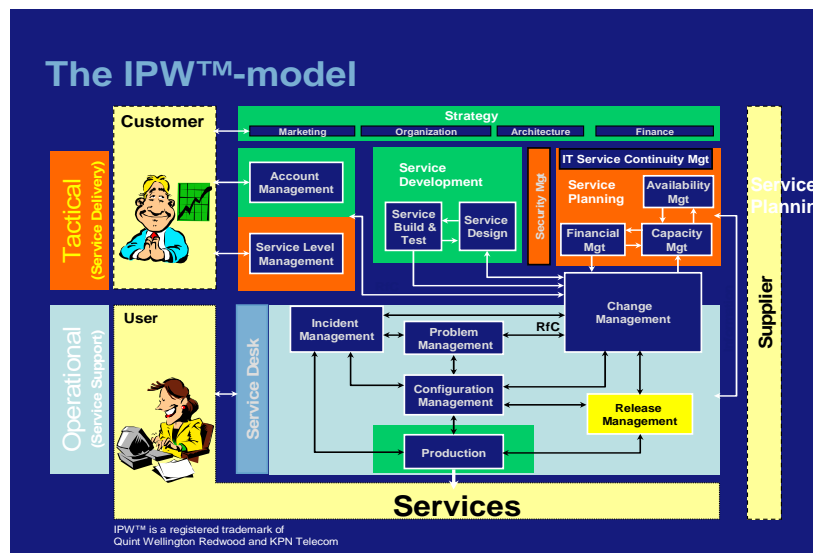 The IPW™-model
Customer
Strategy
Marketing
Organization
Architecture
Finance
Tactical
(Service Delivery)
Account
Management
Service Level
Management
Service
Development
Service
Build &
Test
Service
Design
Security Mgt
IT Service Continuity Mgt
Service
Planning
Availability
Mgt
Financial
Mgt
Capacity
Mgt
Service
Planning
Supplier
Operational
(Service Support)
User
Service Desk
Incident
Management
Problem
Management
RfC
Change
Management
Configuration
Management
Release
Management
Production
Services
IPW™ is a registered trademark of
Quint Wellington Redwood and KPN Telecom